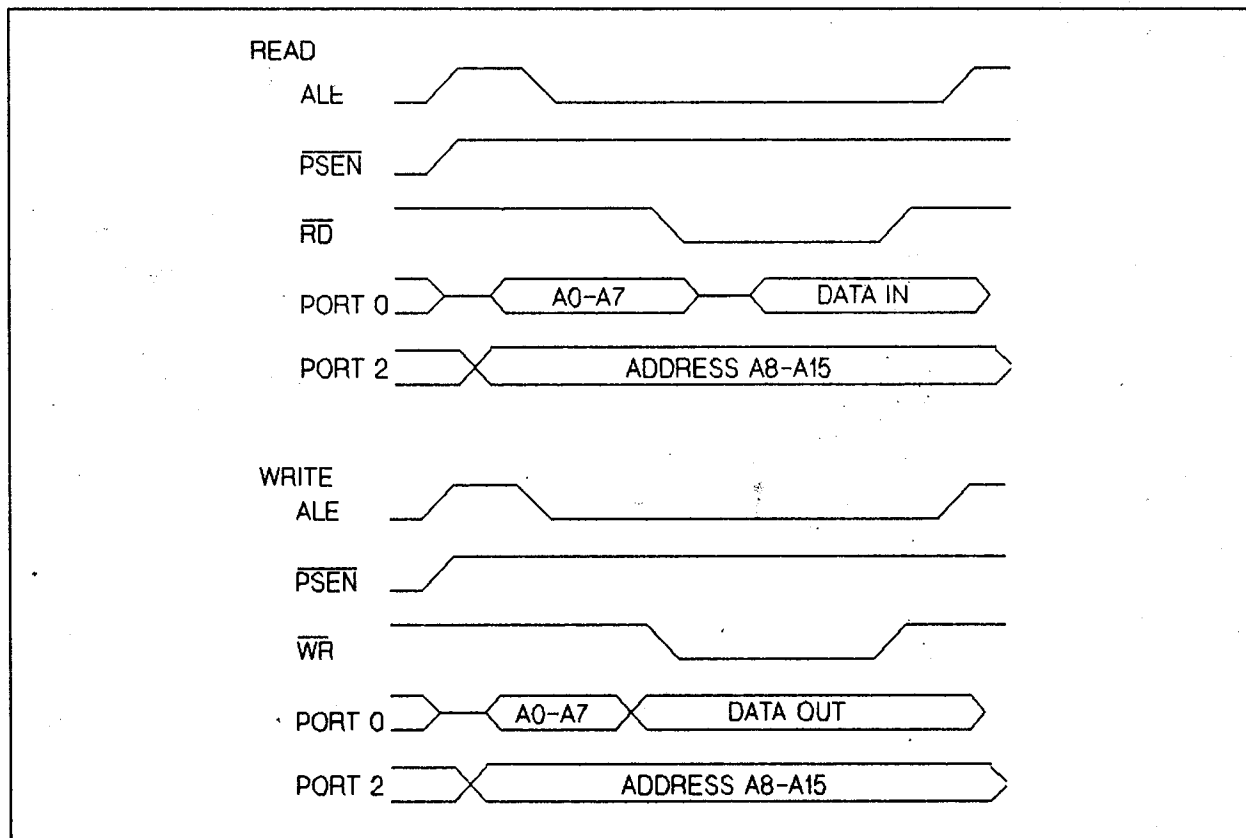 READ
ALE
PSEN
RD
PORT 0 A0-A7 DATA IN
PORT 2 ADDRESS A8-A15
WRITE
ALE
PSEN
WR
PORT 0 A0-A7 DATA OUT
PORT 2 ADDRESS A8-A15